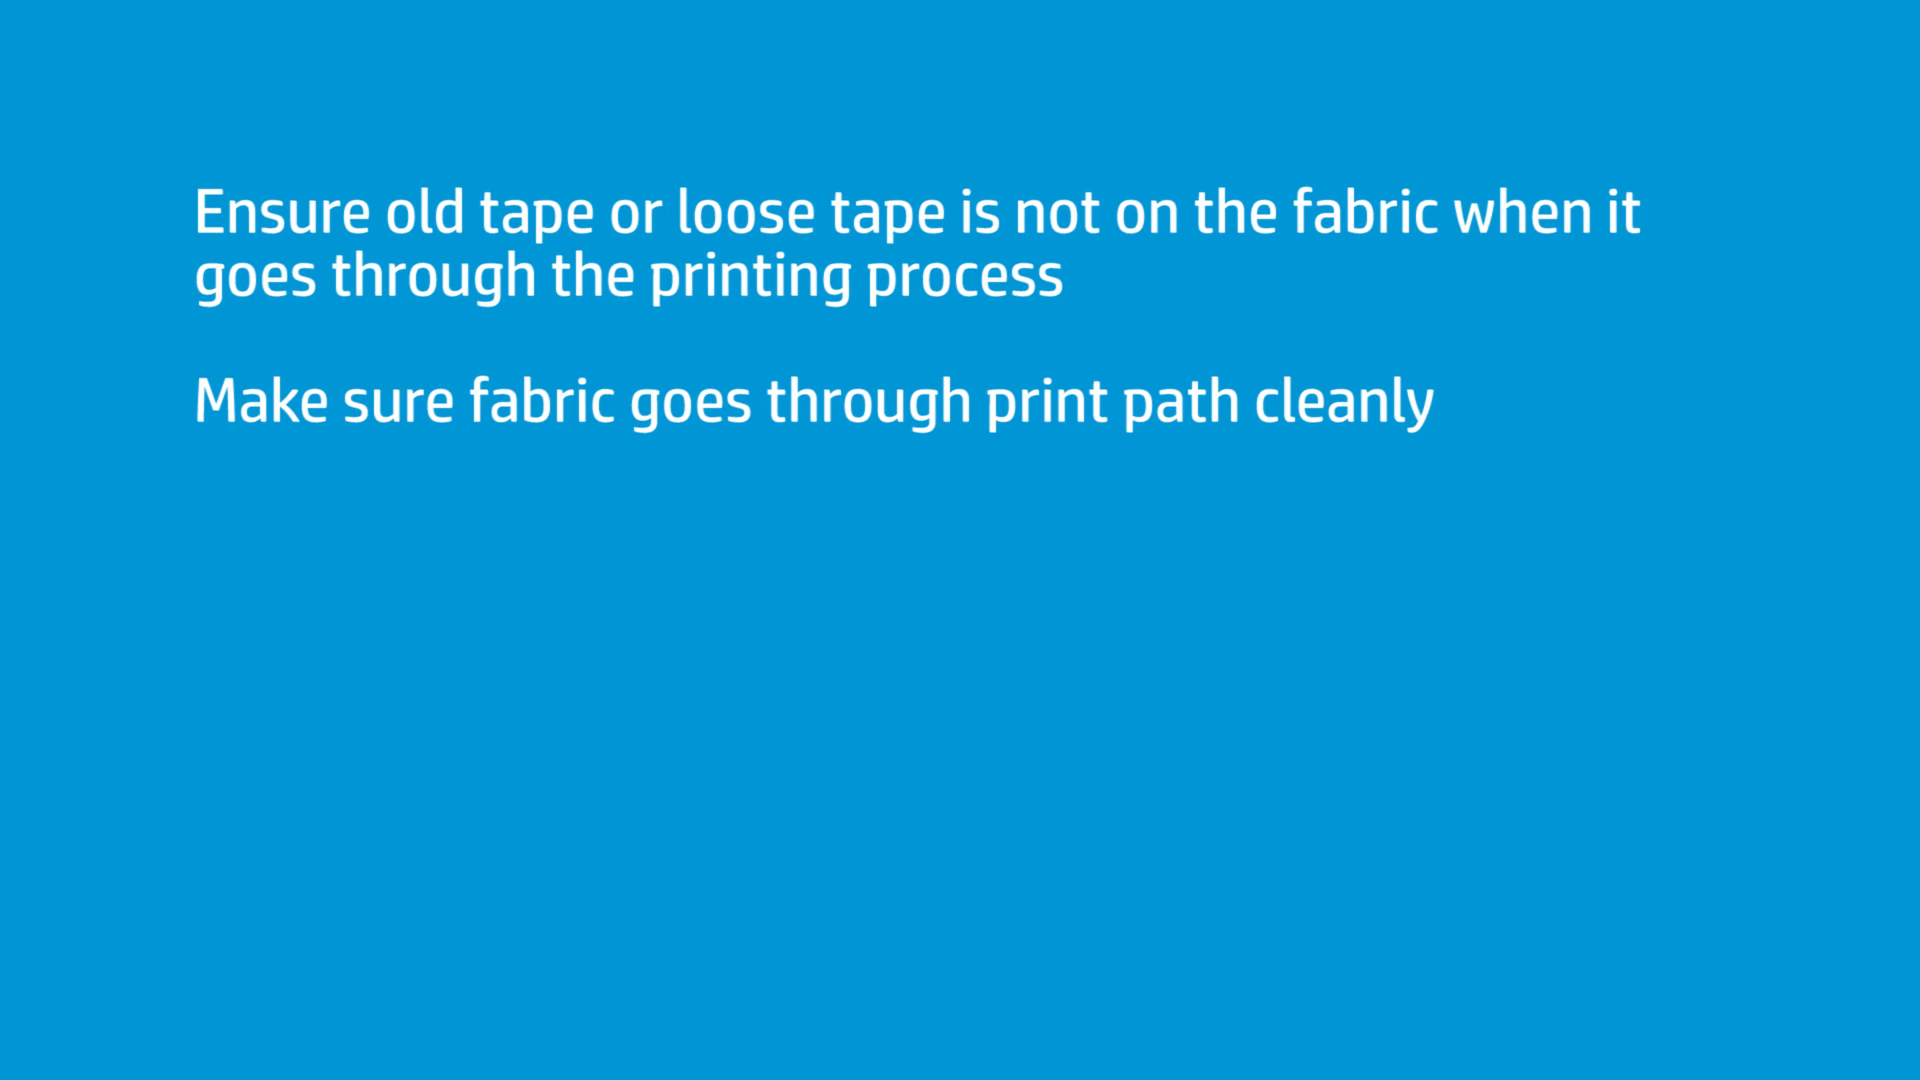 Ensure old tape or loose tape is not on the fabric when it
goes through the printing process
Make sure fabric goes through print path cleanly